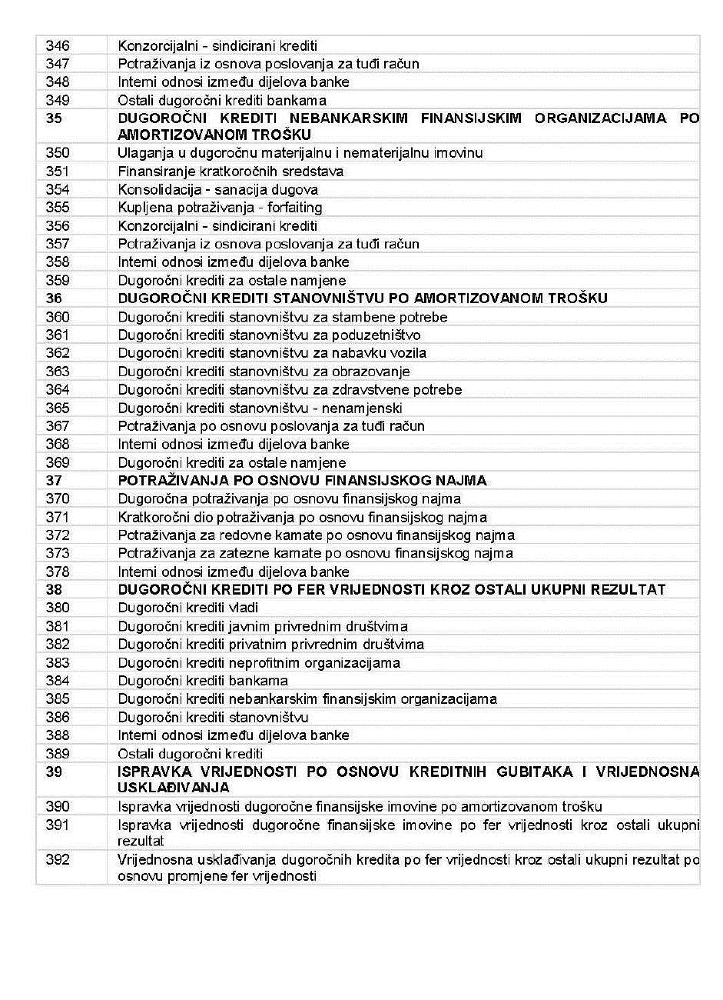 346 Konzorcijalni - sindicirani krediti
347 Potraživanja iz osnova poslovanja za tuđi račun
348 Interni odnosi između dijelova banke
349 Ostali dugoročni krediti bankama
35 DUGOROČNI KREDITI NEBANKARSKIM FINANSIJSKIM ORGANIZACIJAMA PO
AMORTIZOVANOM TROŠKU
350 Ulaganja u dugoročnu materijalnu i nematerijalnu imovinu
351 Finansiranje kratkoročnih sredstava
354 Konsolidacija - sanacija dugova
355 Kupljena potraživanja - forfaiting
356 Konzorcijalni - sindicirani krediti
357 Potraživanja iz osnova poslovanja za tuđi račun
358 Interni odnosi između dijelova banke
359 Dugoročni krediti za ostale namjene
36 DUGOROČNI KREDITI STANOVNIŠTVU PO AMORTIZOVANOM TROŠKU
360 Dugoročni krediti stanovništvu za stambene potrebe
361 Dugoročni krediti stanovništvu za poduzetništvo
362 Dugoročni krediti stanovništvu za nabavku vozila
363 Dugoročni krediti stanovništvu za obrazovanje
364 Dugoročni krediti stanovništvu za zdravstvene potrebe
365 Dugoročni krediti stanovništvu - nenamjenski
367 Potraživanja po osnovu poslovanja za tuđi račun
368 Interni odnosi između dijelova banke
369 Dugoročni krediti za ostale namjene
37 POTRAŽIVANJA PO OSNOVU FINANSIJSKOG NAJMA
370 Dugoročna potraživanja po osnovu finansijskog najma
371 Kratkoročni dio potraživanja po osnovu finansijskog najma
372 Potraživanja za redovne kamate po osnovu finansijskog najma
373 Potraživanja za zatezne kamate po osnovu finansijskog najma
378 Interni odnosi između dijelova banke
38 DUGOROČNI KREDITI PO FER VRIJEDNOSTI KROZ OSTALI UKUPNI REZULTAT
380 Dugoročni krediti vladi
381 Dugoročni krediti javnim privrednim društvima
382 Dugoročni krediti privatnim privrednim društvima
383 Dugoročni krediti neprofitnim organizacijama
384 Dugoročni krediti bankama
385 Dugoročni krediti nebankarskim finansijskim organizacijama
386 Dugoročni krediti stanovništvu
388 Interni odnosi između dijelova banke
389 Ostali dugoročni krediti
39 ISPRAVKA VRIJEDNOSTI PO OSNOVU KREDITNIH GUBITAKA I VRIJEDNOSNA
USKLAĐIVANJA
390 Ispravka vrijednosti dugoročne finansijske imovine po amortizovanom trošku
391 Ispravka vrijednosti dugoročne finansijske imovine po fer vrijednosti kroz ostali ukupni
rezultat
392 Vrijednosna usklađivanja dugoročnih kredita po fer vrijednosti kroz ostali ukupni rezultat po
osnovu promjene fer vrijednosti